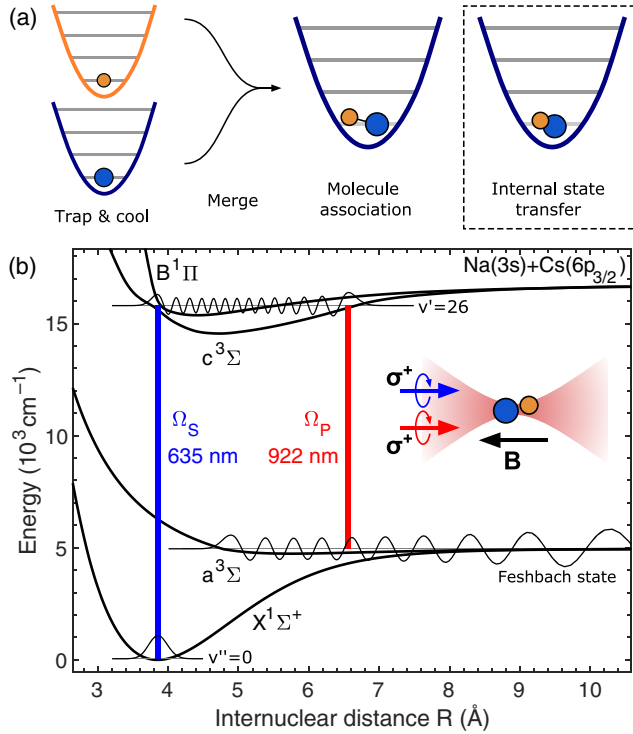 (a)
Trap & cool
Merge
Molecule
association
Internal state
transfer
(b)
B¹Π
Na(3s)+Cs(6p₃/₂)
v'=26
c³Σ
Ω_S
635 nm
Ω_P
922 nm
σ⁺
σ⁺
B
a³Σ
Feshbach state
X¹Σ⁺
v''=0
Energy (10³ cm⁻¹)
15
10
5
0
3
4
5
6
7
8
9
10
Internuclear distance R (Å)